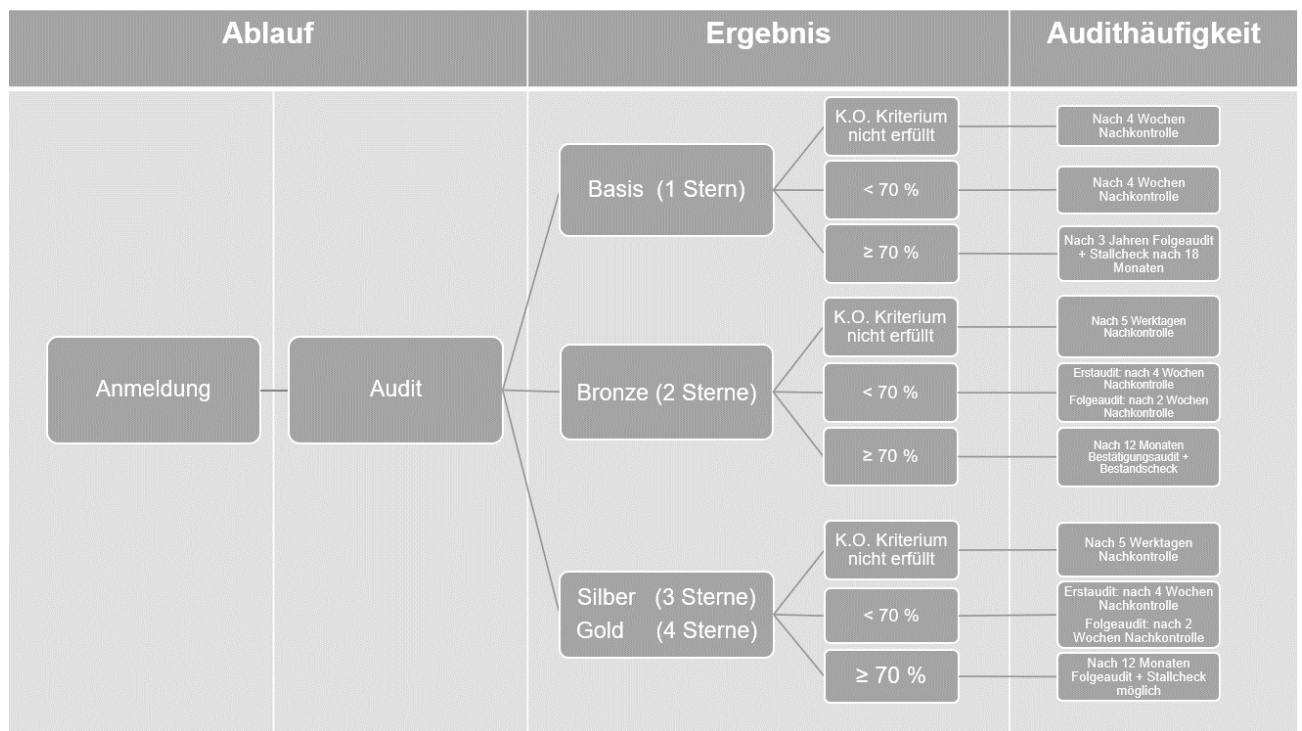 Ablauf
Ergebnis
Audithäufigkeit
Anmeldung
Audit
Basis (1 Stern)
K.O. Kriterium
nicht erfüllt
Nach 4 Wochen
Nachkontrolle
< 70 %
Nach 4 Wochen
Nachkontrolle
≥ 70 %
Nach 3 Jahren Folgeaudit
+ Stallcheck nach 18
Monaten
Bronze (2 Sterne)
K.O. Kriterium
nicht erfüllt
Nach 5 Werktagen
Nachkontrolle
< 70 %
Erstaudit: nach 4 Wochen
Nachkontrolle
Folgeaudit: nach 2 Wochen
Nachkontrolle
≥ 70 %
Nach 12 Monaten
Bestätigungsaudit +
Bestandscheck
Silber (3 Sterne)
Gold (4 Sterne)
K.O. Kriterium
nicht erfüllt
Nach 5 Werktagen
Nachkontrolle
< 70 %
Erstaudit: nach 4 Wochen
Nachkontrolle
Folgeaudit: nach 2
Wochen Nachkontrolle
≥ 70 %
Nach 12 Monaten
Folgeaudit + Stallcheck
möglich